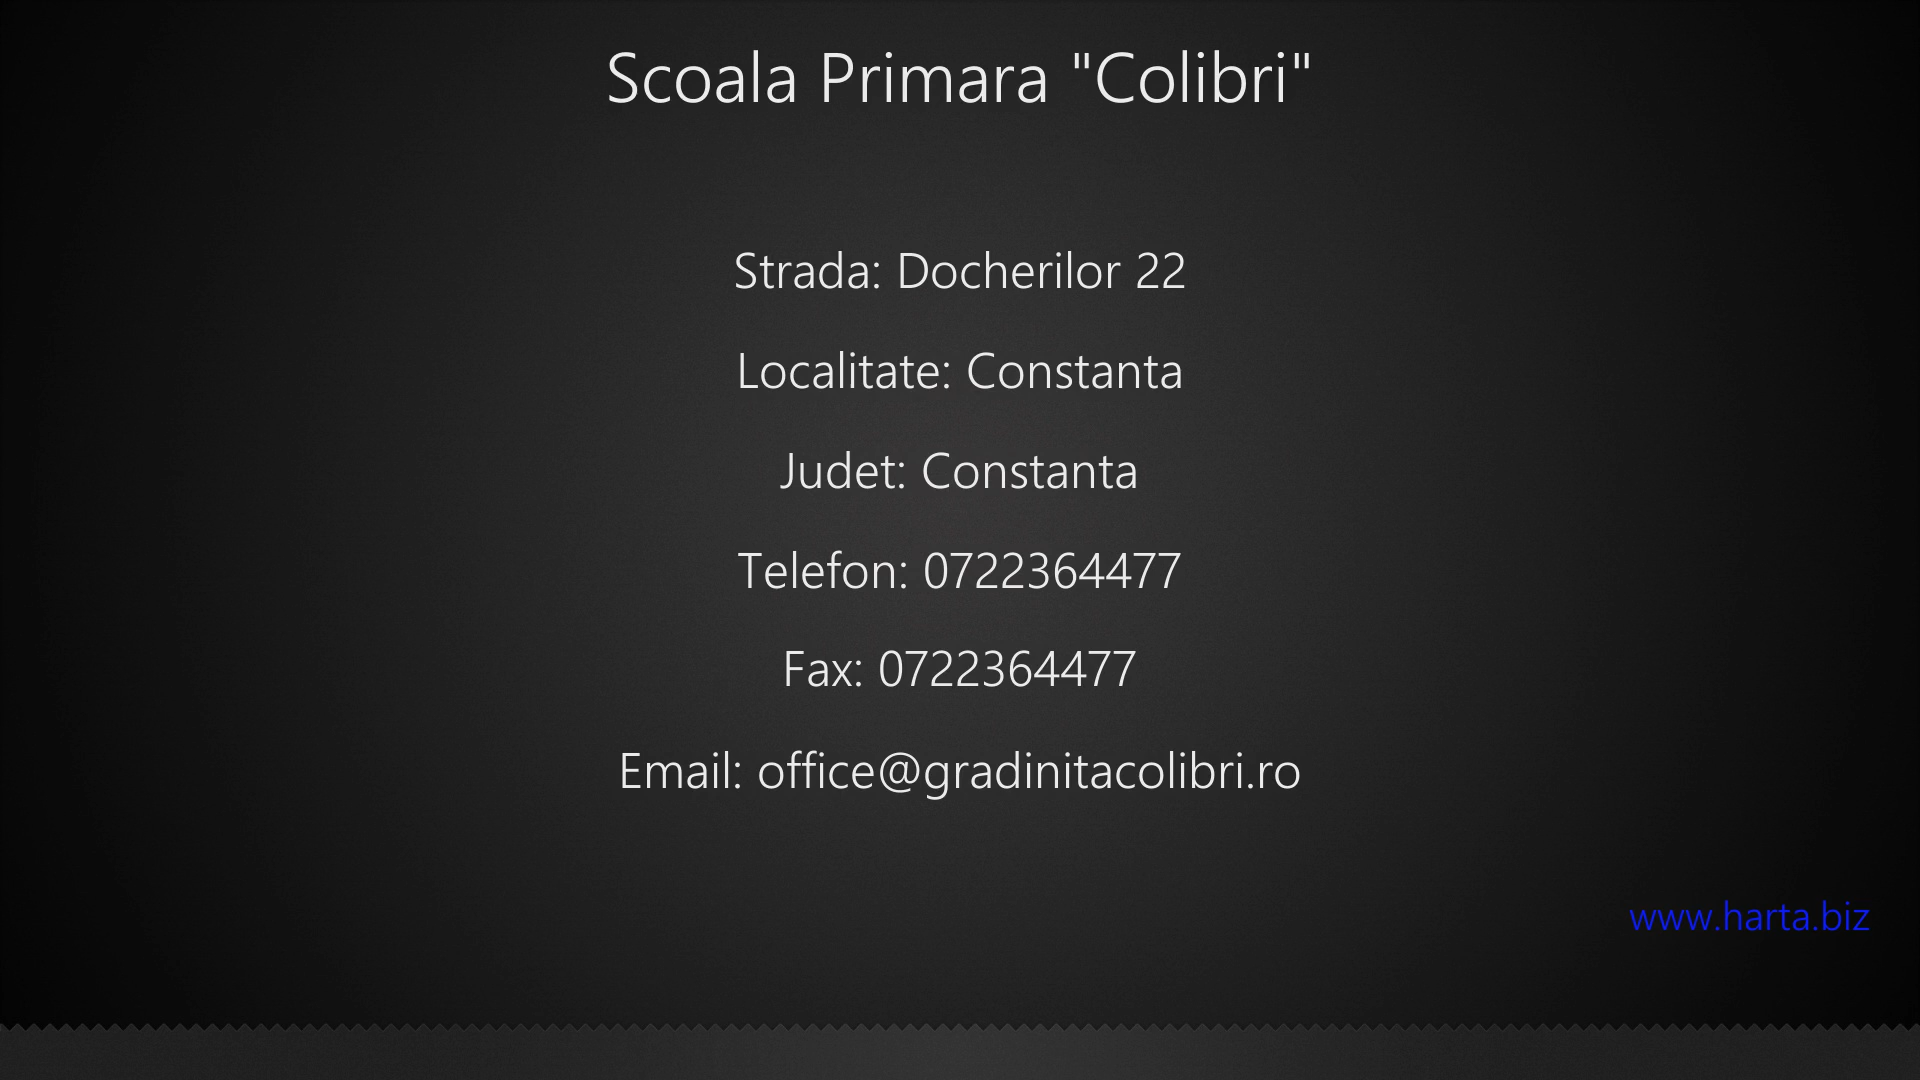 Scoala Primara "Colibri"
Strada: Docherilor 22
Localitate: Constanta
Judet: Constanta
Telefon: 0722364477
Fax: 0722364477
Email: office@gradinitacolibri.ro
www.harta.biz